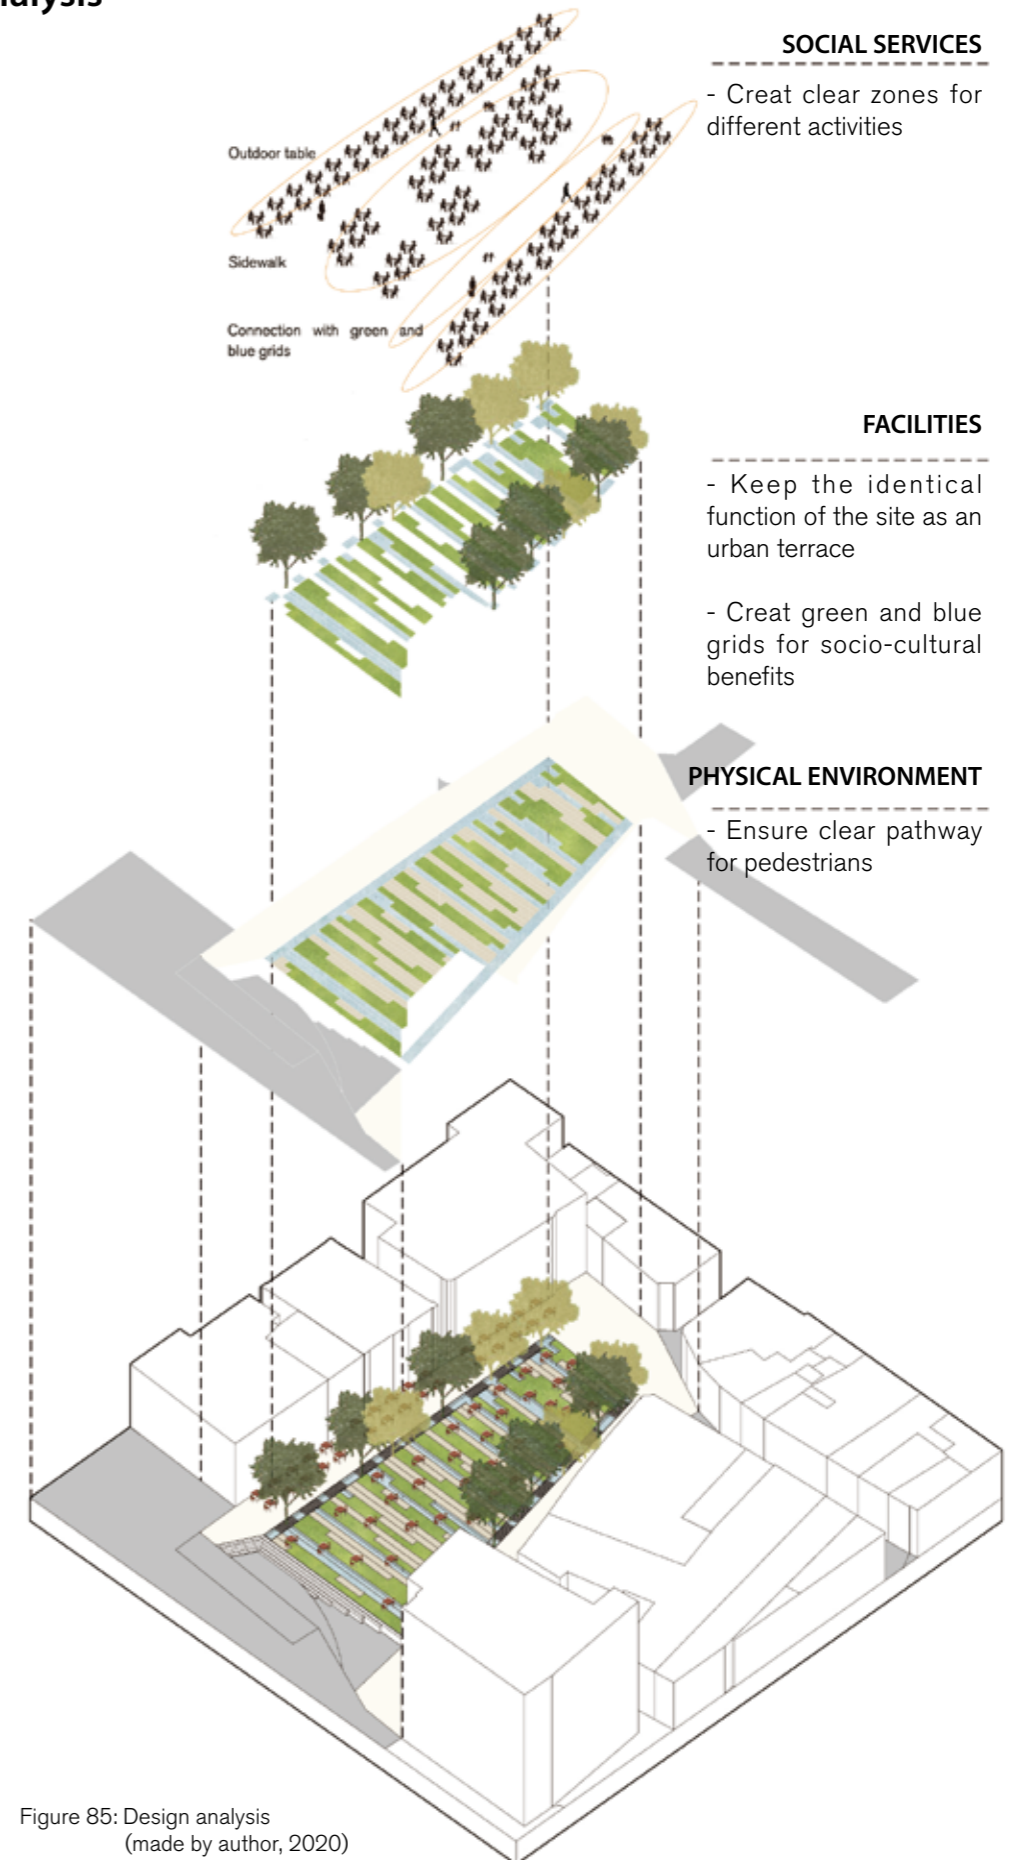 SOCIAL SERVICES
- Creat clear zones for
different activities
Outdoor table
Sidewalk
Connection with green and
blue grids
FACILITIES
- Keep the identical
function of the site as an
urban terrace
- Creat green and blue
grids for socio-cultural
benefits
PHYSICAL ENVIRONMENT
- Ensure clear pathway
for pedestrians
Figure 85: Design analysis
(made by author, 2020)